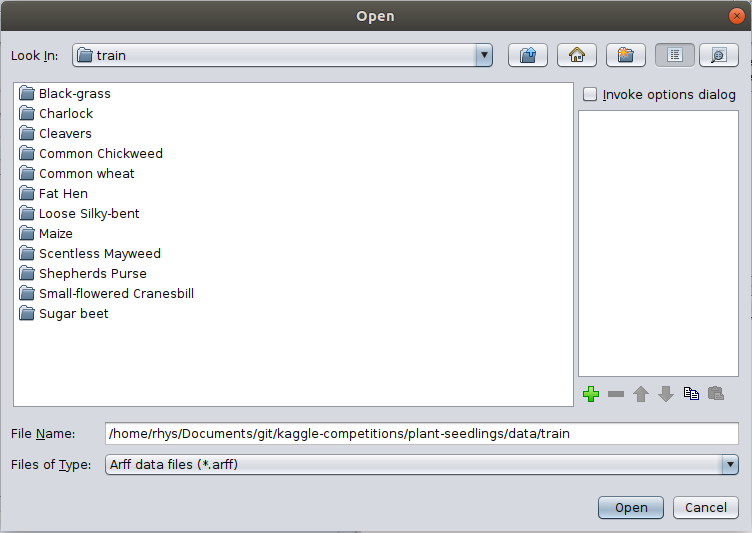 Open
Look In: train
Invoke options dialog
Black-grass
Charlock
Cleavers
Common Chickweed
Common wheat
Fat Hen
Loose Silky-bent
Maize
Scentless Mayweed
Shepherds Purse
Small-flowered Cranesbill
Sugar beet
File Name: /home/rhys/Documents/git/kaggle-competitions/plant-seedlings/data/train
Files of Type: Arff data files (*.arff)
Open Cancel